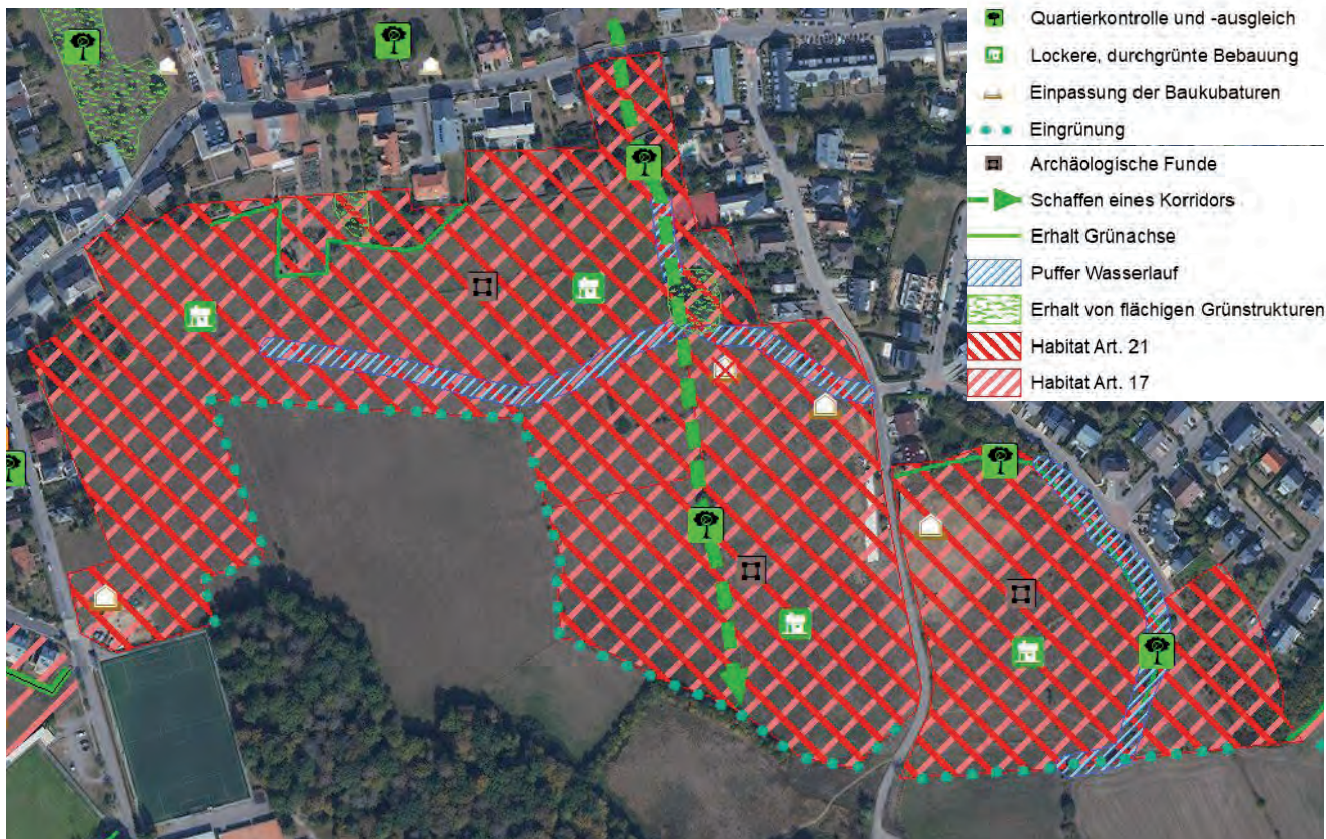 Quartierkontrolle und -ausgleich
Lockere, durchgrünte Bebauung
Einpassung der Baukubaturen
Eingrünung
Archäologische Funde
Schaffen eines Korridors
Erhalt Grünachse
Puffer Wasserlauf
Erhalt von flächigen Grünstrukturen
Habitat Art. 21
Habitat Art. 17